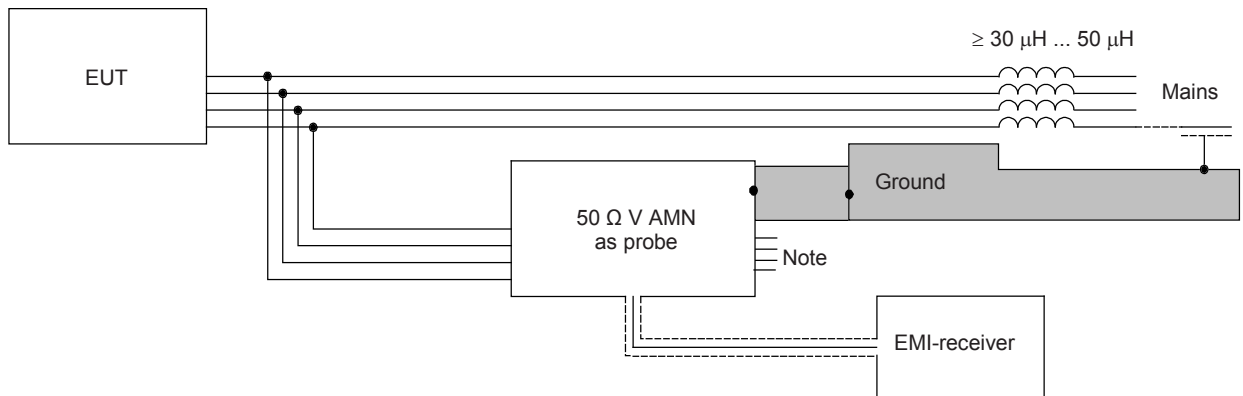 ≥ 30 μH ... 50 μH
EUT
Mains
Ground
50 Ω V AMN
as probe
Note
EMI-receiver